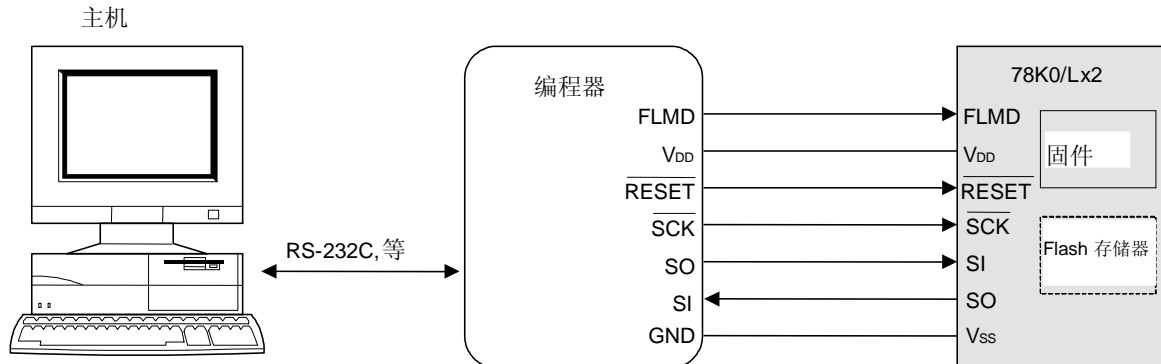 主机
RS-232C,等
编程器
FLMD
VDD
RESET
SCK
SO
SI
GND
78K0/Lx2
FLMD
VDD
RESET
SCK
SI
SO
VSS
固件
Flash 存储器